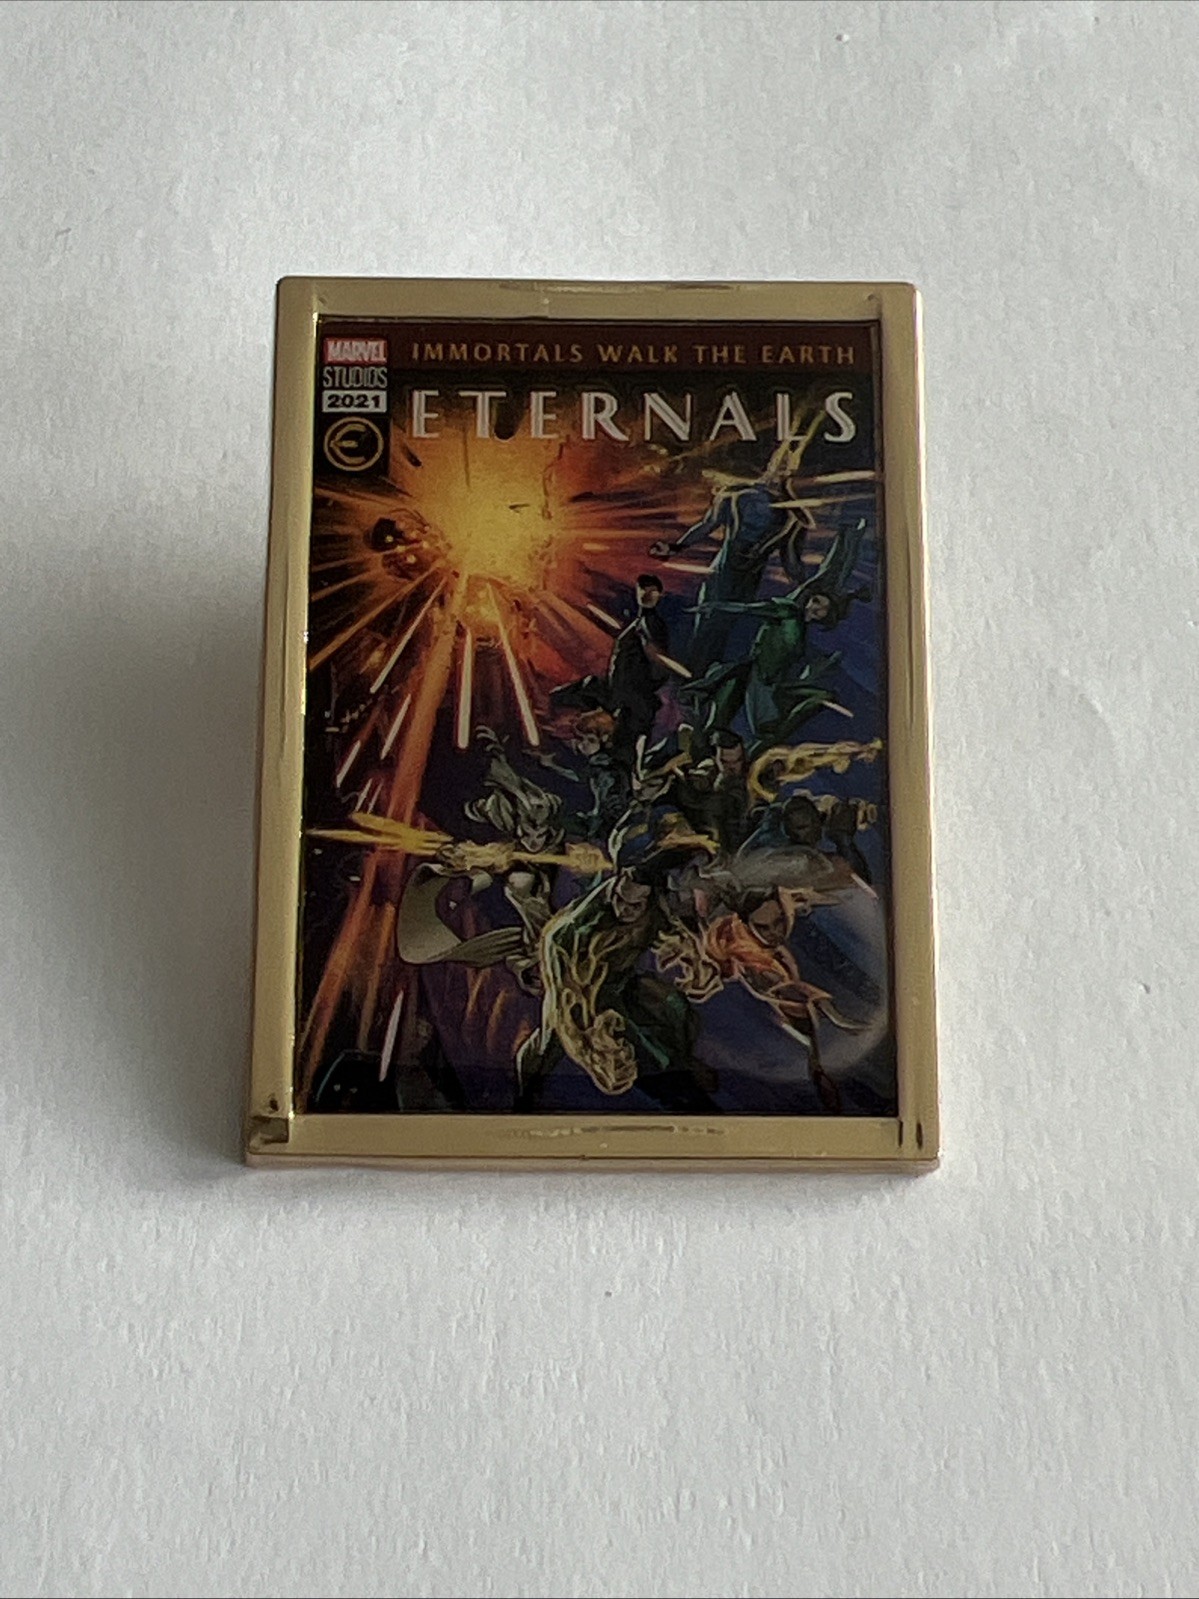 MARVEL
STUDIOS
2021
IMMORTALS WALK THE EARTH
ETERNALS